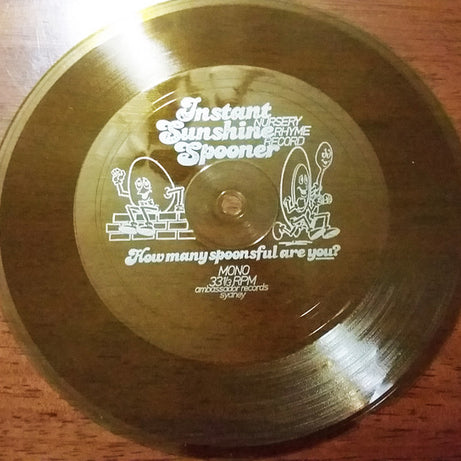 Instant
Sunshine
Spooner
NURSERY
RHYME
RECORD
How many spoonsful are you?
MONO
33⅓ RPM
ambassador records
sydney